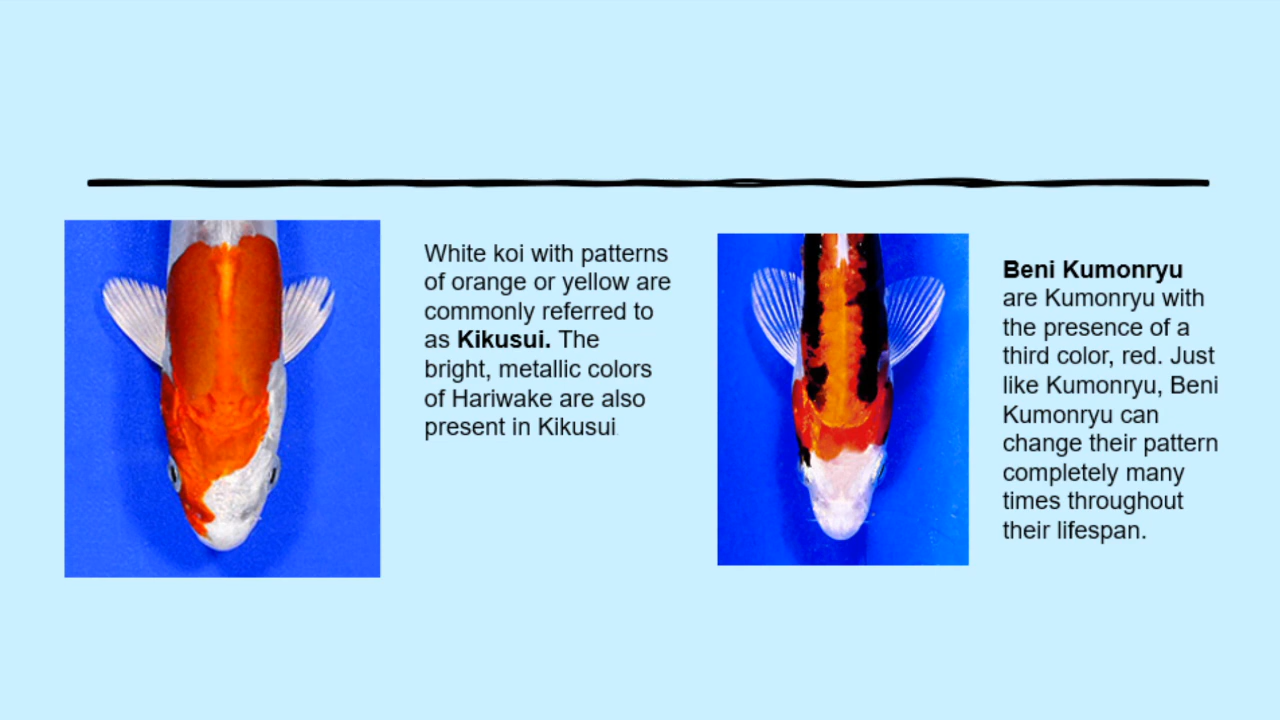 White koi with patterns
of orange or yellow are
commonly referred to
as Kikusui. The
bright, metallic colors
of Hariwake are also
present in Kikusui.
Beni Kumonryu
are Kumonryu with
the presence of a
third color, red. Just
like Kumonryu, Beni
Kumonryu can
change their pattern
completely many
times throughout
their lifespan.